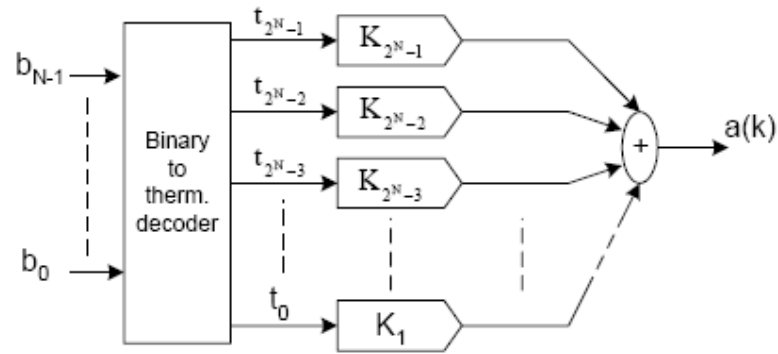 t_{2^N-1} K_{2^N-1}
b_{N-1}
t_{2^N-2} K_{2^N-2}
+ a(k)
Binary
to
therm.
decoder
t_{2^N-3} K_{2^N-3}
b_0
t_0 K_1